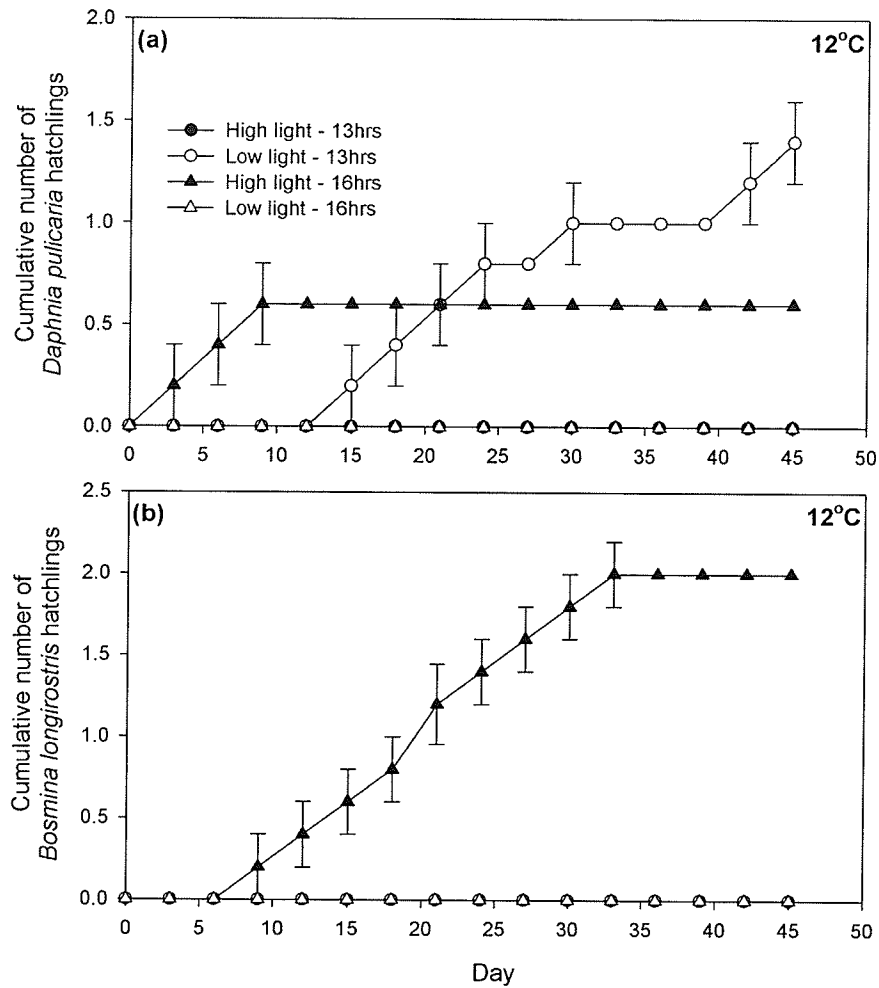 2.0
(a)
12°C
Cumulative number of
Daphnia pulicaria hatchlings
High light - 13hrs
Low light - 13hrs
High light - 16hrs
Low light - 16hrs
1.5
1.0
0.5
0.0
0 5 10 15 20 25 30 35 40 45 50
2.5
(b)
12°C
Cumulative number of
Bosmina longirostris hatchlings
2.0
1.5
1.0
0.5
0.0
0 5 10 15 20 25 30 35 40 45 50
Day